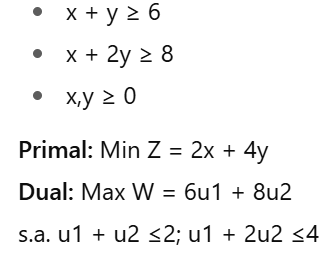 • x + y ≥ 6
• x + 2y ≥ 8
• x,y ≥ 0
Primal: Min Z = 2x + 4y
Dual: Max W = 6u1 + 8u2
s.a. u1 + u2 ≤2; u1 + 2u2 ≤4